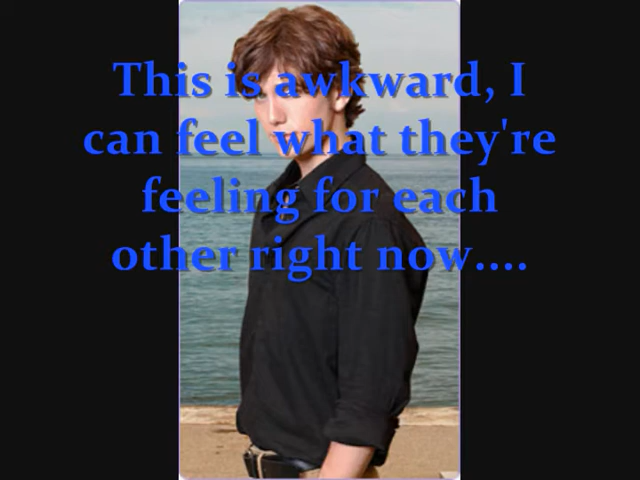 This is awkward, I
can feel what they're
feeling for each
other right now....